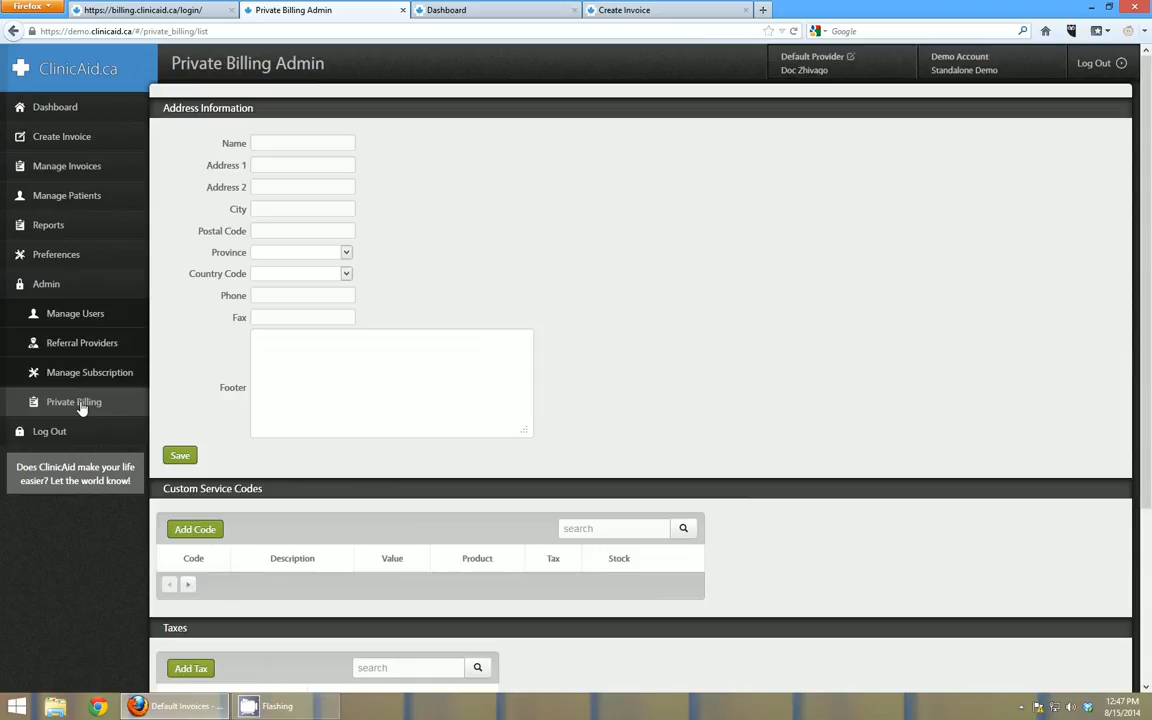 Firefox
https://billing.clinicaid.ca/login/
Private Billing Admin
Dashboard
Create Invoice
https://demo.clinicaid.ca/#/private_billing/list
Google
ClinicAid.ca
Private Billing Admin
Default Provider
Doc Zhivago
Demo Account
Standalone Demo
Log Out
Dashboard
Create Invoice
Manage Invoices
Manage Patients
Reports
Preferences
Admin
Manage Users
Referral Providers
Manage Subscription
Private Billing
Log Out
Does ClinicAid make your life
easier? Let the world know!
Address Information
Name
Address 1
Address 2
City
Postal Code
Province
Country Code
Phone
Fax
Footer
Save
Custom Service Codes
Add Code
search
Code Description Value Product Tax Stock
Taxes
Add Tax
search
Default Invoices - ...
Flashing
12:47 PM
8/15/2014